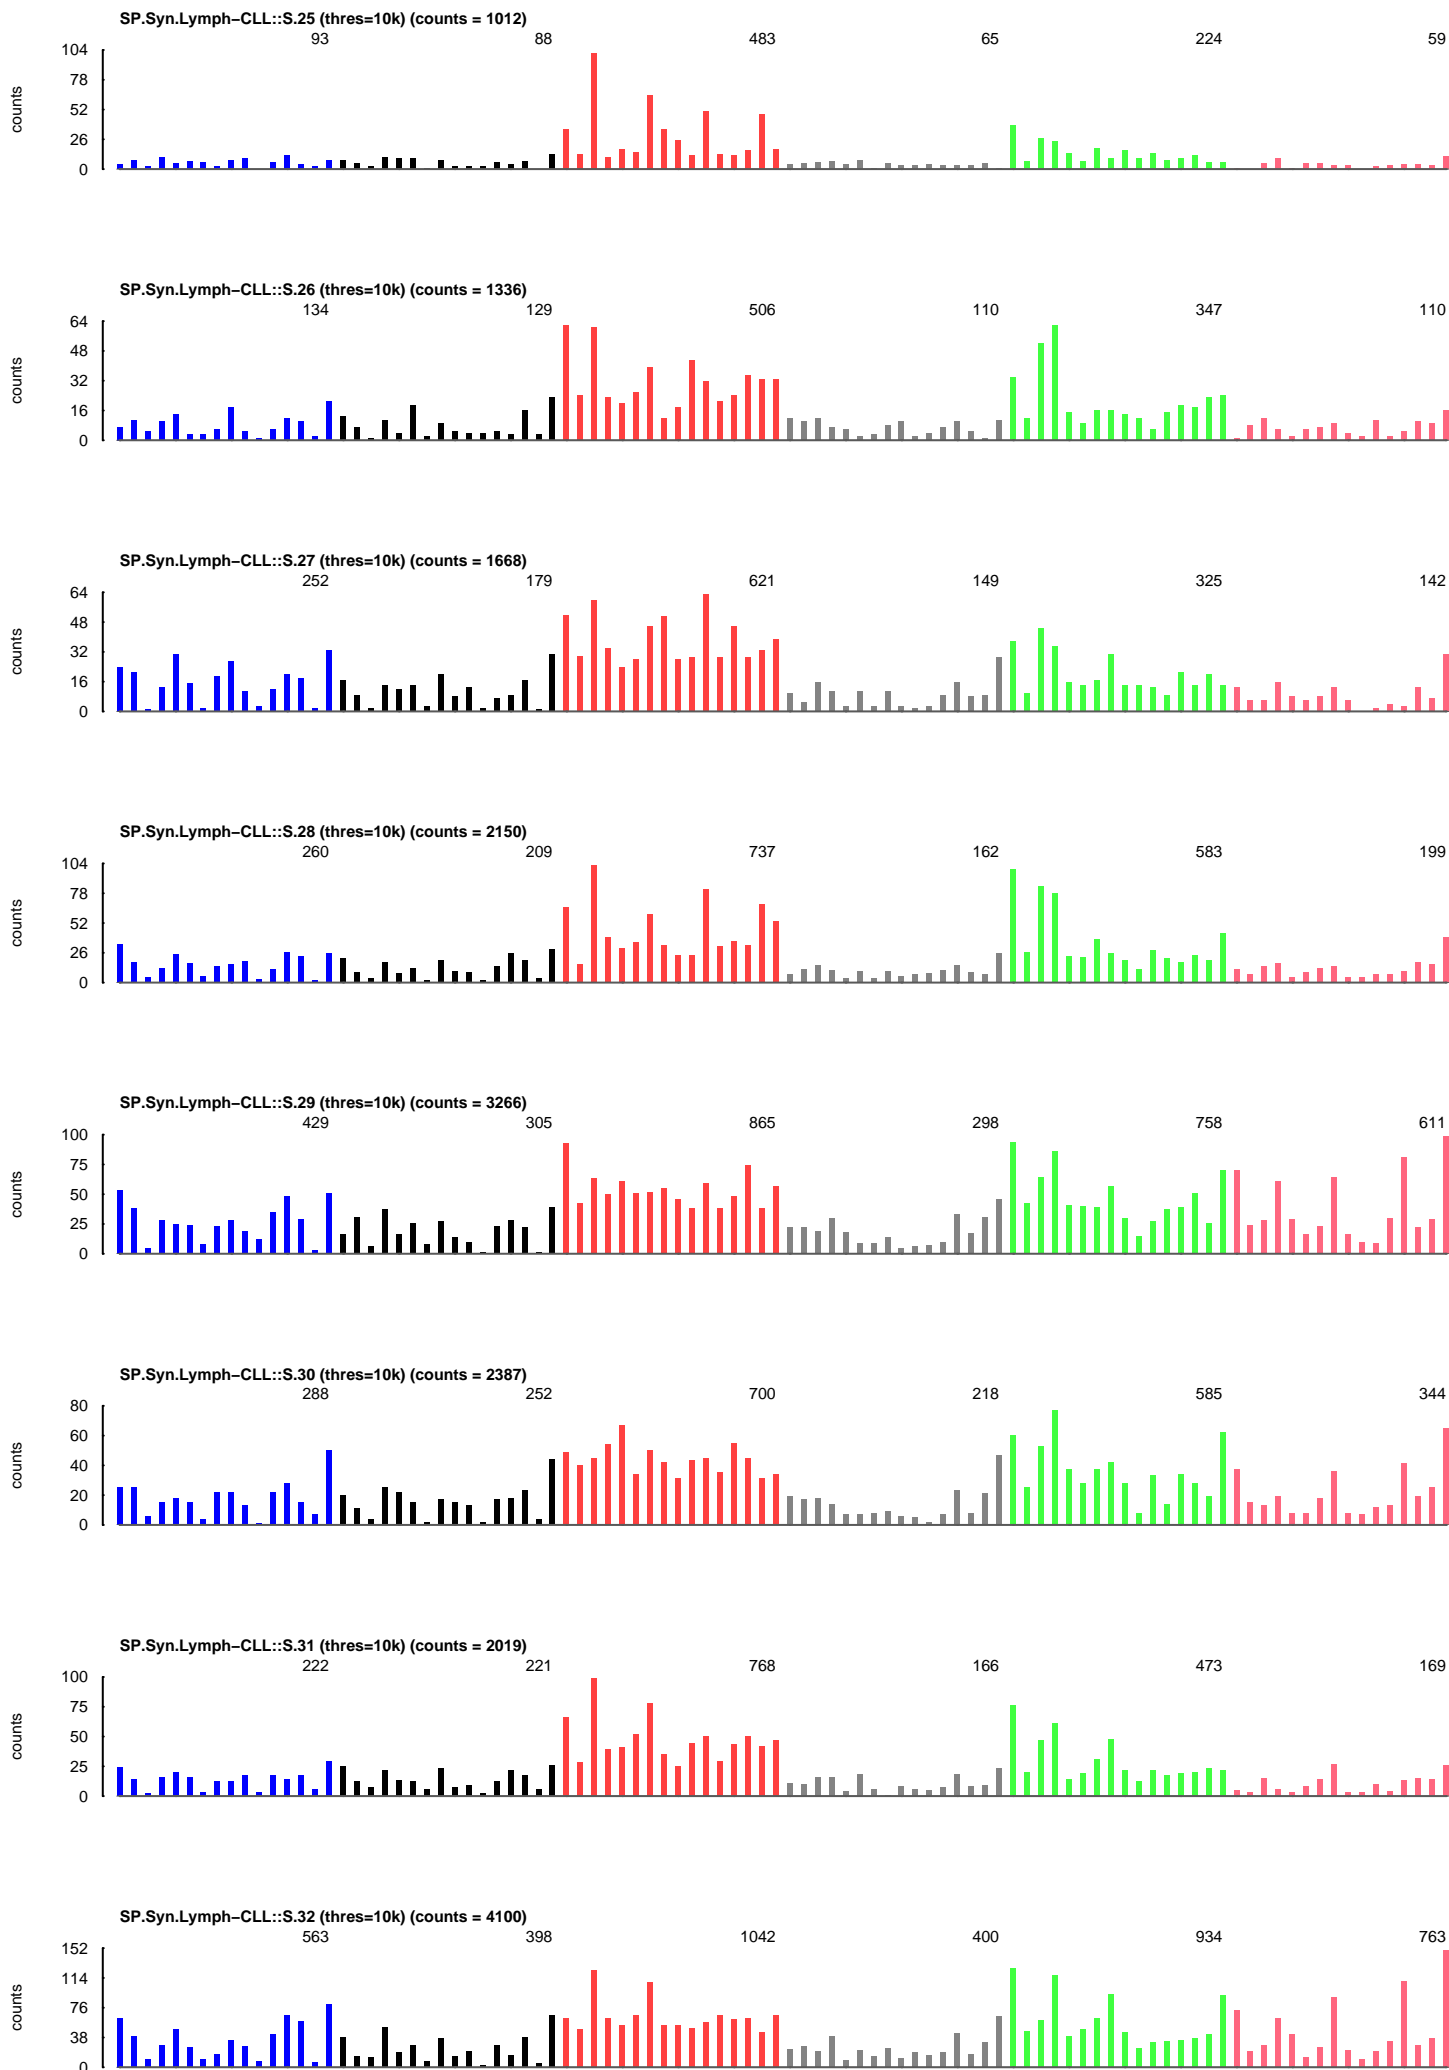 SP.Syn.Lymph−CLL::S.25 (thres=10k) (counts = 1012)
93 88 483 65 224 59
104
78
52
26
0
counts
SP.Syn.Lymph−CLL::S.26 (thres=10k) (counts = 1336)
134 129 506 110 347 110
64
48
32
16
0
counts
SP.Syn.Lymph−CLL::S.27 (thres=10k) (counts = 1668)
252 179 621 149 325 142
64
48
32
16
0
counts
SP.Syn.Lymph−CLL::S.28 (thres=10k) (counts = 2150)
260 209 737 162 583 199
104
78
52
26
0
counts
SP.Syn.Lymph−CLL::S.29 (thres=10k) (counts = 3266)
429 305 865 298 758 611
100
75
50
25
0
counts
SP.Syn.Lymph−CLL::S.30 (thres=10k) (counts = 2387)
288 252 700 218 585 344
80
60
40
20
0
counts
SP.Syn.Lymph−CLL::S.31 (thres=10k) (counts = 2019)
222 221 768 166 473 169
100
75
50
25
0
counts
SP.Syn.Lymph−CLL::S.32 (thres=10k) (counts = 4100)
563 398 1042 400 934 763
152
114
76
38
0
counts